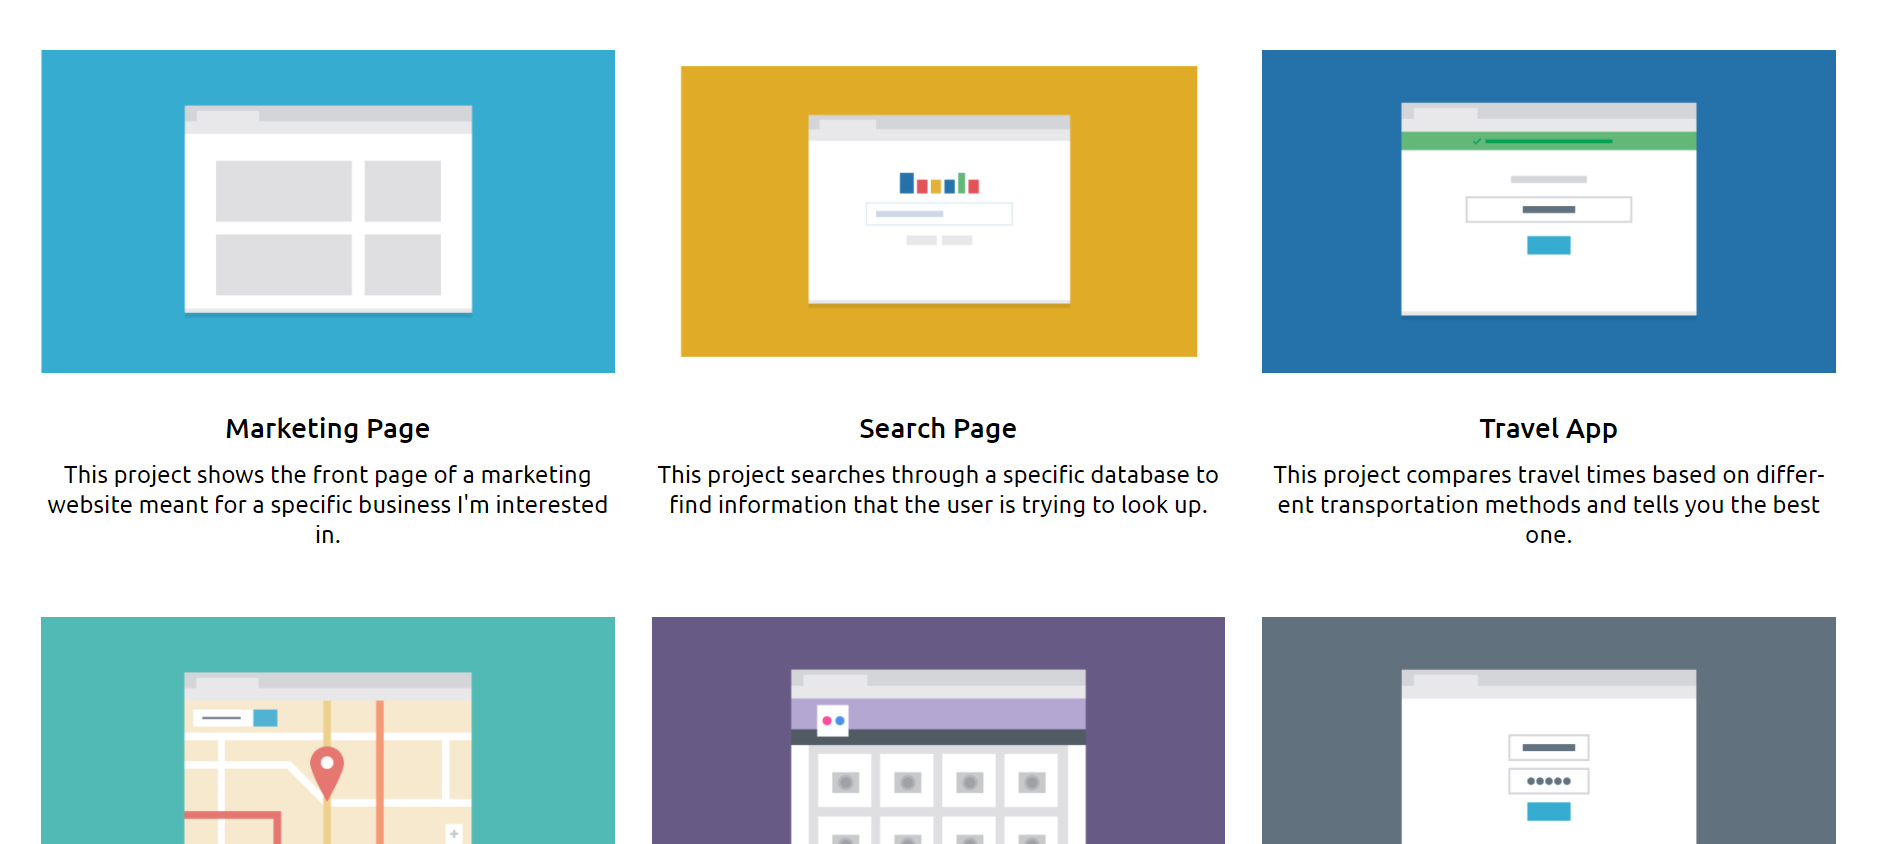 Marketing Page
This project shows the front page of a marketing
website meant for a specific business I'm interested
in.
Search Page
This project searches through a specific database to
find information that the user is trying to look up.
Travel App
This project compares travel times based on differ-
ent transportation methods and tells you the best
one.